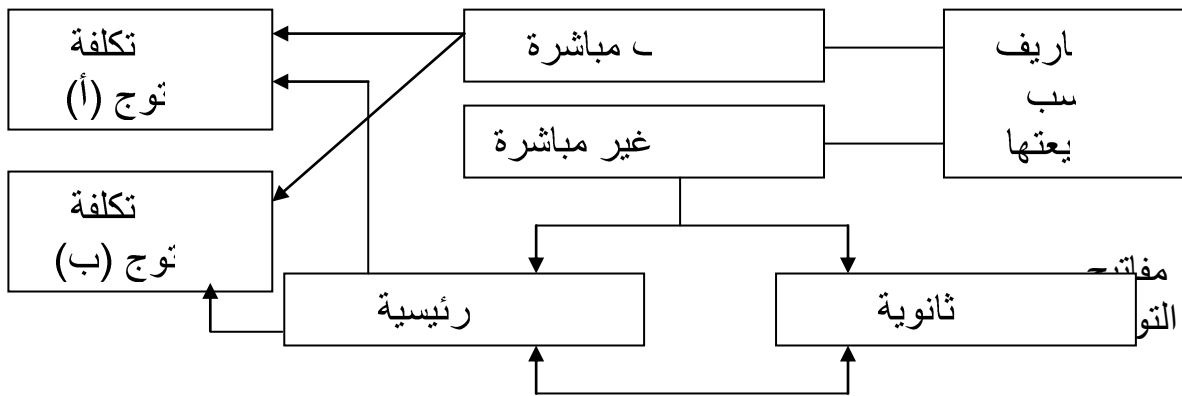 اريف
سب
يعتها
مباشرة
غير مباشرة
تكلفة
توج (أ)
تكلفة
توج (ب)
مفاتيح
التو
ثانوية
رئيسية